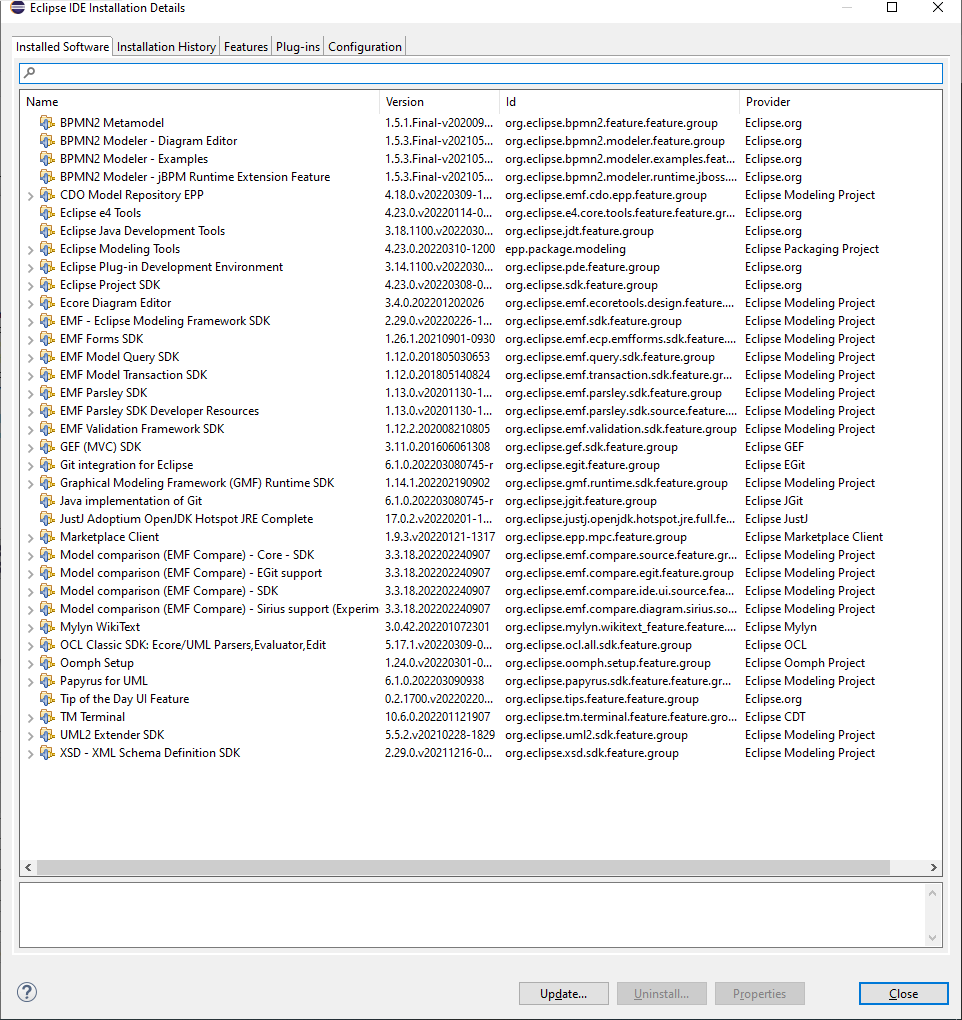 Eclipse IDE Installation Details
Installed Software Installation History Features Plug-ins Configuration
Name Version Id Provider
BPMN2 Metamodel 1.5.1.Final-v202009... org.eclipse.bpmn2.feature.feature.group Eclipse.org
BPMN2 Modeler - Diagram Editor 1.5.3.Final-v202105... org.eclipse.bpmn2.modeler.feature.group Eclipse.org
BPMN2 Modeler - Examples 1.5.3.Final-v202105... org.eclipse.bpmn2.modeler.examples.feat... Eclipse.org
BPMN2 Modeler - jBPM Runtime Extension Feature 1.5.3.Final-v202105... org.eclipse.bpmn2.modeler.runtime.jboss.... Eclipse.org
CDO Model Repository EPP 4.18.0.v20220309-1... org.eclipse.emf.cdo.epp.feature.group Eclipse Modeling Project
Eclipse e4 Tools 4.23.0.v20220114-0... org.eclipse.e4.core.tools.feature.feature.gr... Eclipse.org
Eclipse Java Development Tools 3.18.1100.v2022030... org.eclipse.jdt.feature.group Eclipse.org
Eclipse Modeling Tools 4.23.0.20220310-1200 epp.package.modeling Eclipse Packaging Project
Eclipse Plug-in Development Environment 3.14.1100.v2022030... org.eclipse.pde.feature.group Eclipse.org
Eclipse Project SDK 4.23.0.v20220308-0... org.eclipse.sdk.feature.group Eclipse.org
Ecore Diagram Editor 3.4.0.202201202026 org.eclipse.emf.ecoretools.design.feature.... Eclipse Modeling Project
EMF - Eclipse Modeling Framework SDK 2.29.0.v20220226-1... org.eclipse.emf.sdk.feature.group Eclipse Modeling Project
EMF Forms SDK 1.26.1.20210901-0930 org.eclipse.emf.ecp.emfforms.sdk.feature.... Eclipse Modeling Project
EMF Model Query SDK 1.12.0.201805030653 org.eclipse.emf.query.sdk.feature.group Eclipse Modeling Project
EMF Model Transaction SDK 1.12.0.201805140824 org.eclipse.emf.transaction.sdk.feature.gr... Eclipse Modeling Project
EMF Parsley SDK 1.13.0.v20201130-1... org.eclipse.emf.parsley.sdk.feature.group Eclipse Modeling Project
EMF Parsley SDK Developer Resources 1.13.0.v20201130-1... org.eclipse.emf.parsley.sdk.source.feature.... Eclipse Modeling Project
EMF Validation Framework SDK 1.12.2.202008210805 org.eclipse.emf.validation.sdk.feature.group Eclipse Modeling Project
GEF (MVC) SDK 3.11.0.201606061308 org.eclipse.gef.sdk.feature.group Eclipse GEF
Git integration for Eclipse 6.1.0.202203080745-r org.eclipse.egit.feature.group Eclipse EGit
Graphical Modeling Framework (GMF) Runtime SDK 1.14.1.202202190902 org.eclipse.gmf.runtime.sdk.feature.group Eclipse Modeling Project
Java implementation of Git 6.1.0.202203080745-r org.eclipse.jgit.feature.group Eclipse JGit
JustJ Adoptium OpenJDK Hotspot JRE Complete 17.0.2.v20220201-1... org.eclipse.justj.openjdk.hotspot.jre.full.fe... Eclipse JustJ
Marketplace Client 1.9.3.v20220121-1317 org.eclipse.epp.mpc.feature.group Eclipse Marketplace Client
Model comparison (EMF Compare) - Core - SDK 3.3.18.202202240907 org.eclipse.emf.compare.source.feature.gr... Eclipse Modeling Project
Model comparison (EMF Compare) - EGit support 3.3.18.202202240907 org.eclipse.emf.compare.egit.feature.group Eclipse Modeling Project
Model comparison (EMF Compare) - SDK 3.3.18.202202240907 org.eclipse.emf.compare.ide.ui.source.fea... Eclipse Modeling Project
Model comparison (EMF Compare) - Sirius support (Experim 3.3.18.202202240907 org.eclipse.emf.compare.diagram.sirius.so... Eclipse Modeling Project
Mylyn WikiText 3.0.42.202201072301 org.eclipse.mylyn.wikitext_feature.feature.... Eclipse Mylyn
OCL Classic SDK: Ecore/UML Parsers,Evaluator,Edit 5.17.1.v20220309-0... org.eclipse.ocl.all.sdk.feature.group Eclipse OCL
Oomph Setup 1.24.0.v20220301-0... org.eclipse.oomph.setup.feature.group Eclipse Oomph Project
Papyrus for UML 6.1.0.202203090938 org.eclipse.papyrus.sdk.feature.feature.gr... Eclipse Modeling Project
Tip of the Day UI Feature 0.2.1700.v20220220... org.eclipse.tips.feature.feature.group Eclipse.org
TM Terminal 10.6.0.202201121907 org.eclipse.tm.terminal.feature.feature.gro... Eclipse CDT
UML2 Extender SDK 5.5.2.v20210228-1829 org.eclipse.uml2.sdk.feature.group Eclipse Modeling Project
XSD - XML Schema Definition SDK 2.29.0.v20211216-0... org.eclipse.xsd.sdk.feature.group Eclipse Modeling Project
? Update... Uninstall... Properties Close